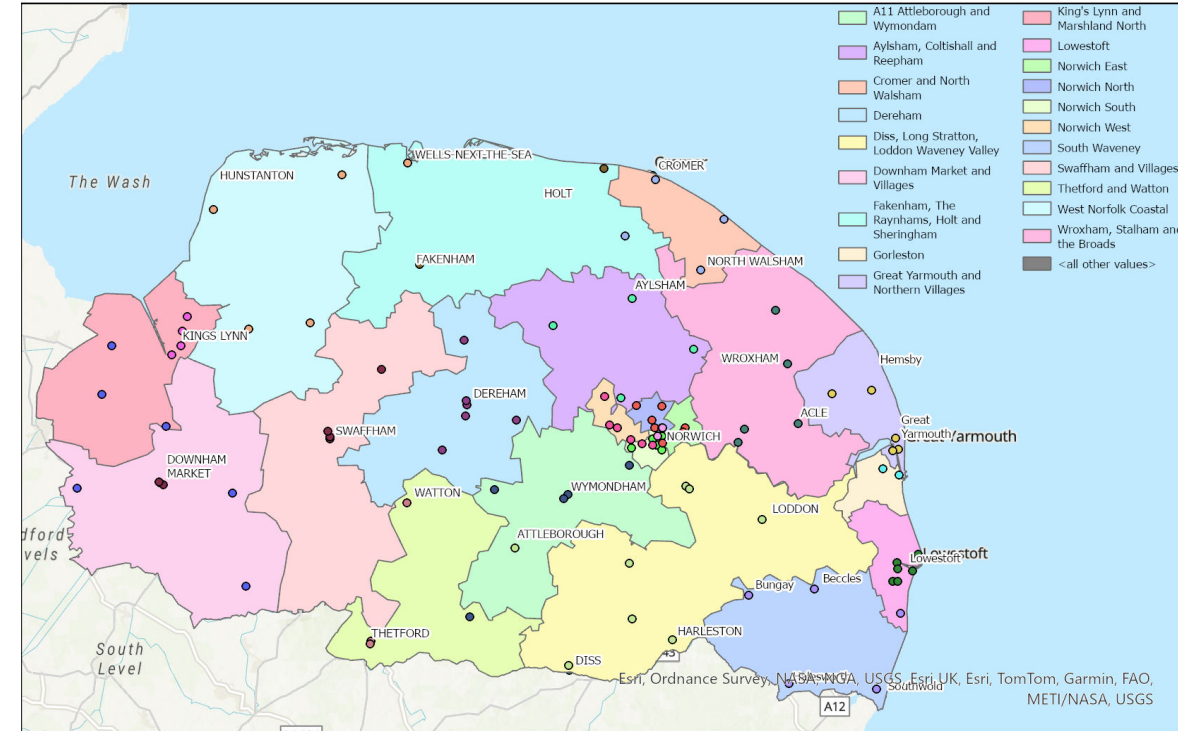 A11 Attleborough and
Wymondam
Aylsham, Coltishall and
Reepham
Cromer and North
Walsham
Dereham
Diss, Long Stratton,
Loddon Waveney Valley
Downham Market and
Villages
Fakenham, The
Raynhams, Holt and
Sheringham
Gorleston
Great Yarmouth and
Northern Villages
King's Lynn and
Marshland North
Lowestoft
Norwich East
Norwich North
Norwich South
Norwich West
South Waveney
Swaffham and Villages
Thetford and Watton
West Norfolk Coastal
Wroxham, Stalham and
the Broads
<all other values>
The Wash
HUNSTANTON
WELLS-NEXT-THE-SEA
CROMER
HOLT
FAKENHAM
NORTH WALSHAM
AYLSHAM
KINGS LYNN
WROXHAM
Hemsby
DEREHAM
ACLE
Great
Yarmouth
Great Yarmouth
SWAFFHAM
NORWICH
DOWNHAM
MARKET
WATTON
WYMONDHAM
LODDON
dford
vels
ATTLEBOROUGH
Lowestoft
Lowestoft
Bungay
Beccles
THETFORD
HARLESTON
South
Level
DISS
43
Southwold
A12
Esri, Ordnance Survey, NASA, NGA, USGS, Esri UK, Esri, TomTom, Garmin, FAO,
METI/NASA, USGS